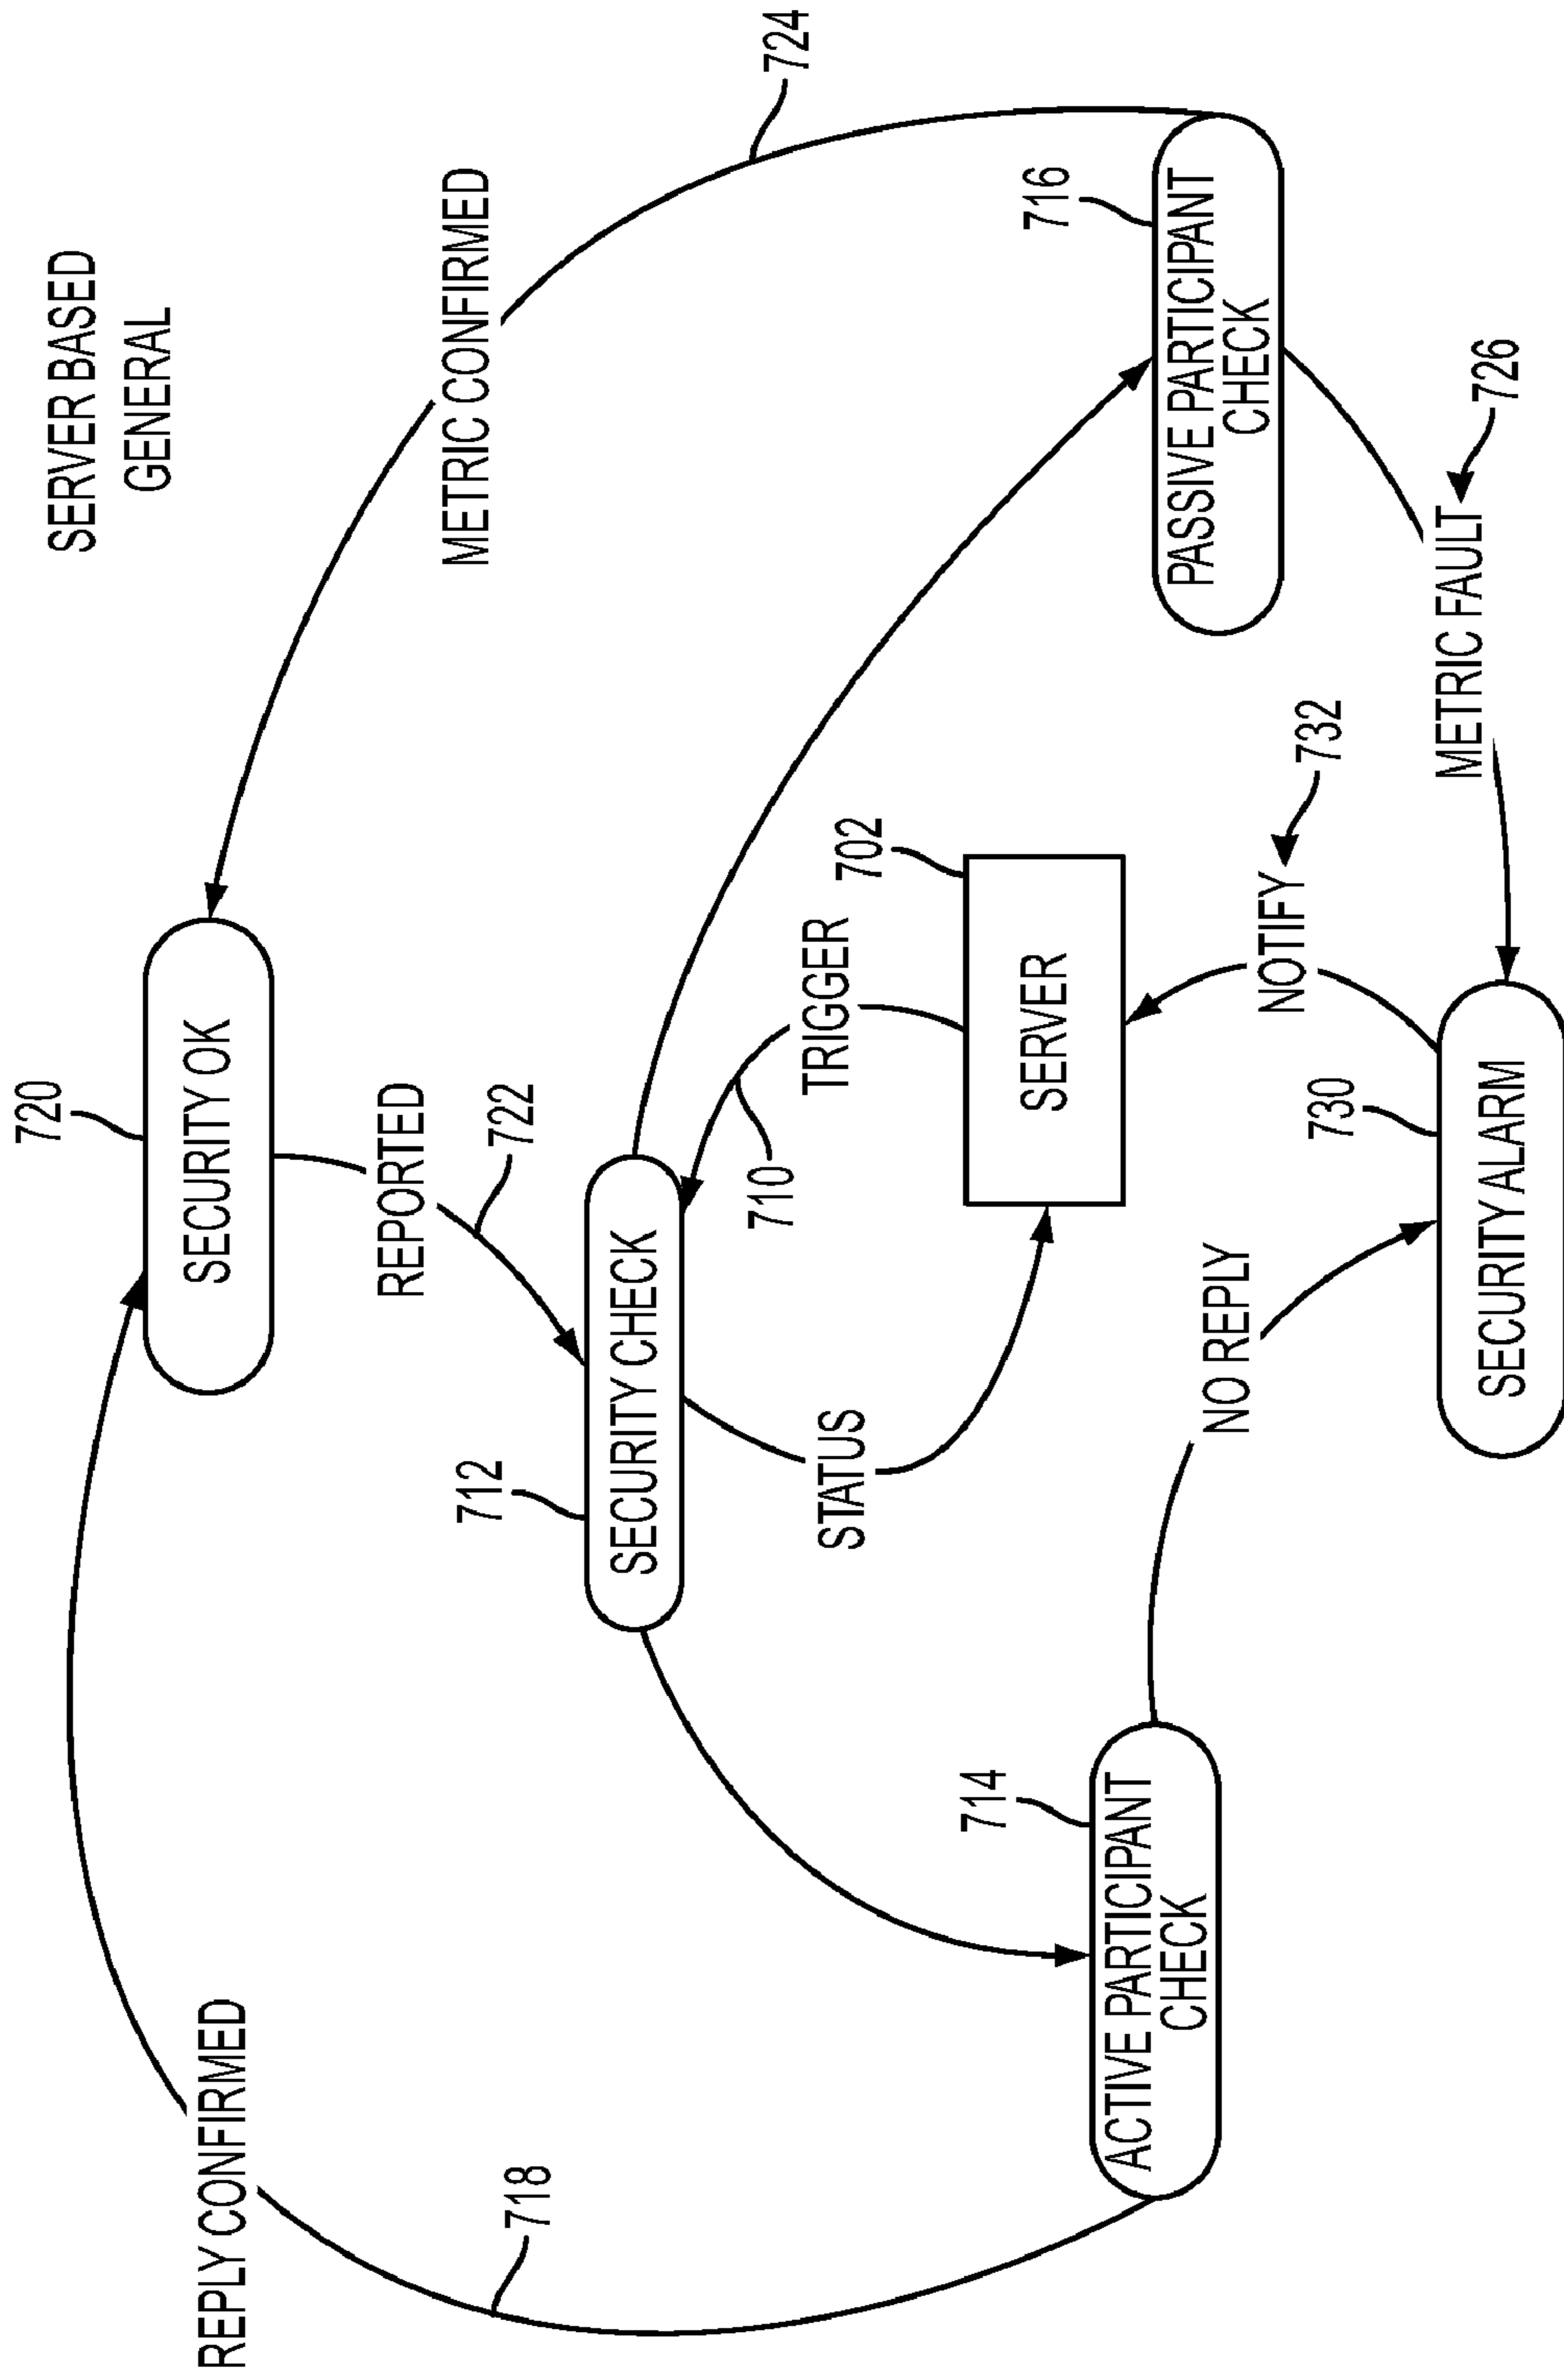 SERVER BASED
GENERAL
720
SECURITY OK
REPLY CONFIRMED
718
REPORTED
722
METRIC CONFIRMED
724
712
SECURITY CHECK
710
TRIGGER
STATUS
702
SERVER
714
ACTIVE PARTICIPANT
CHECK
716
PASSIVE PARTICIPANT
CHECK
NO REPLY
NOTIFY
732
METRIC FAULT
726
730
SECURITY ALARM